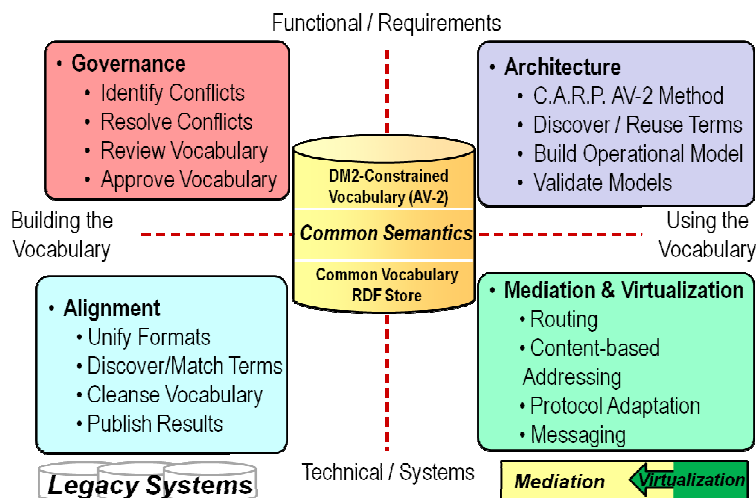 Functional / Requirements
• Governance
• Identify Conflicts
• Resolve Conflicts
• Review Vocabulary
• Approve Vocabulary
• Architecture
• C.A.R.P. AV-2 Method
• Discover / Reuse Terms
• Build Operational Model
• Validate Models
DM2-Constrained
Vocabulary (AV-2)
Common Semantics
Common Vocabulary
RDF Store
Building the
Vocabulary
Using the
Vocabulary
• Alignment
• Unify Formats
• Discover/Match Terms
• Cleanse Vocabulary
• Publish Results
• Mediation & Virtualization
• Routing
• Content-based
Addressing
• Protocol Adaptation
• Messaging
Legacy Systems
Technical / Systems
Mediation
Virtualization